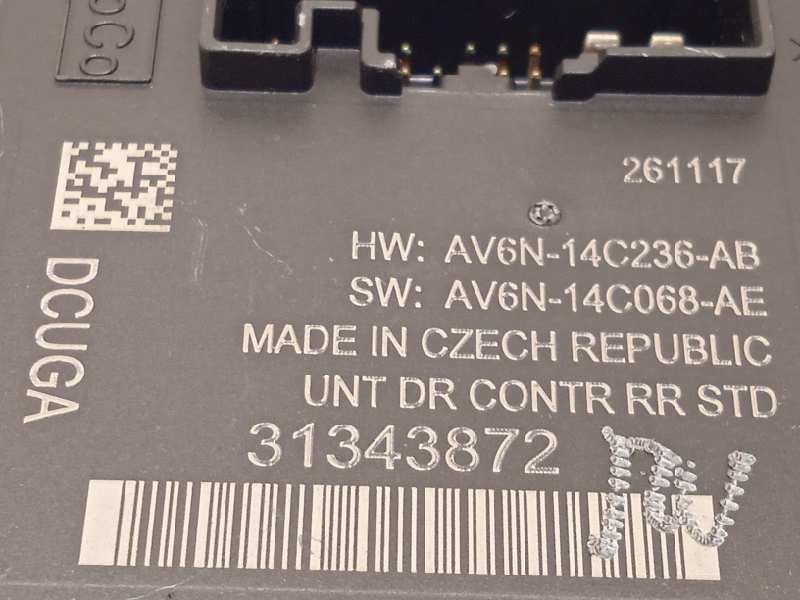 261117
HW: AV6N-14C236-AB
SW: AV6N-14C068-AE
MADE IN CZECH REPUBLIC
UNT DR CONTR RR STD
31343872
DCUGA